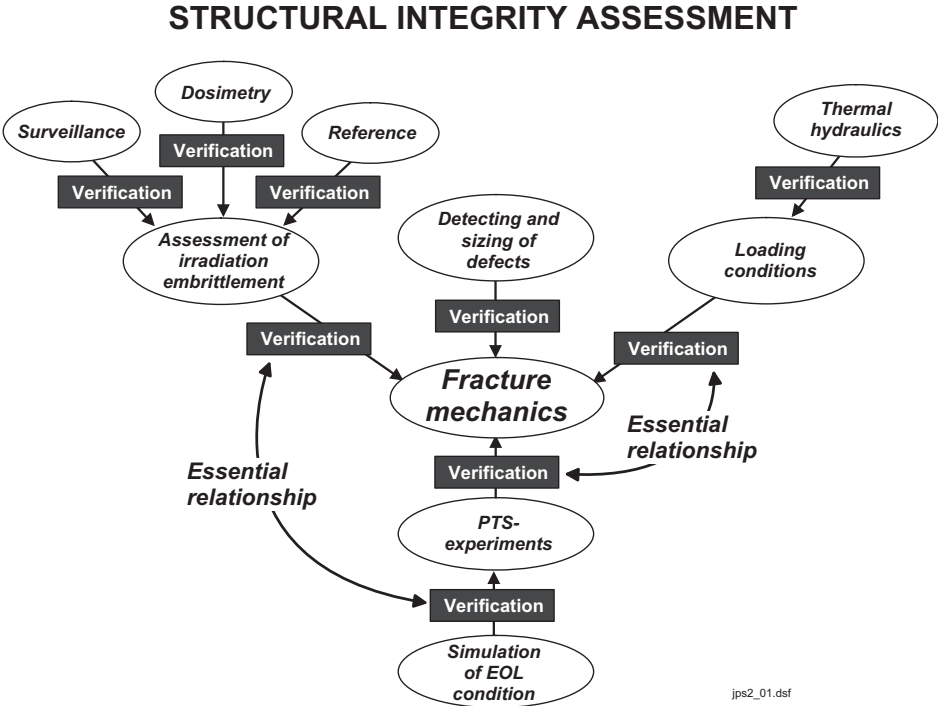 STRUCTURAL INTEGRITY ASSESSMENT
Dosimetry
Surveillance
Reference
Verification
Verification
Verification
Thermal
hydraulics
Verification
Assessment of
irradiation
embrittlement
Detecting and
sizing of
defects
Loading
conditions
Verification
Verification
Verification
Fracture
mechanics
Essential
relationship
Verification
Essential
relationship
PTS-
experiments
Verification
Simulation
of EOL
condition
jps2_01.dsf